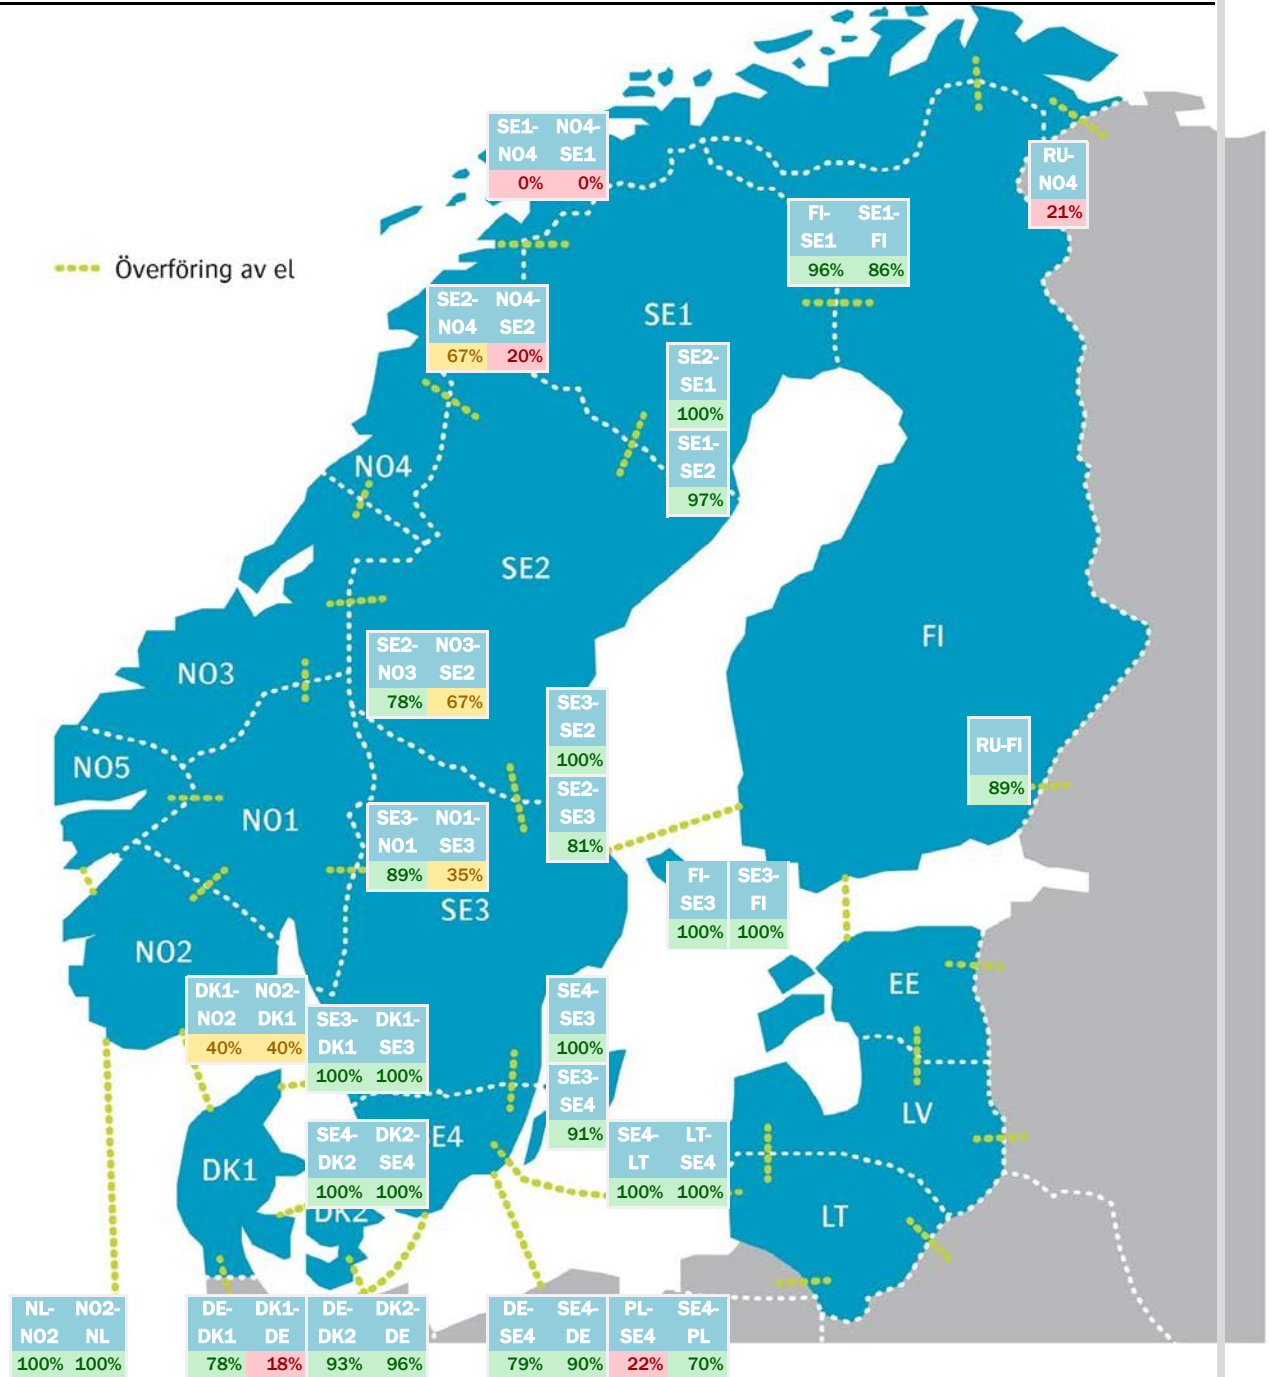 SE1- NO4-
NO4 SE1
0% 0%
RU-
NO4
21%
FI- SE1-
SE1 FI
96% 86%
Överföring av el
SE2- NO4-
NO4 SE2
67% 20%
SE1
SE2-
SE1
100%
SE1-
SE2
97%
NO4
SE2
FI
SE2- NO3-
NO3 SE2
78% 67%
NO3
SE3-
SE2
100%
SE2-
SE3
81%
RU-FI
89%
NO5
NO1
SE3- NO1-
NO1 SE3
89% 35%
SE3
FI- SE3-
SE3 FI
100% 100%
NO2
EE
DK1- NO2-
NO2 DK1
40% 40%
SE3- DK1-
DK1 SE3
100% 100%
SE4-
SE3
100%
SE3-
SE4
91%
LV
E4
SE4- DK2-
DK2 SE4
100% 100%
SE4- LT-
LT SE4
100% 100%
DK1
DK2
LT
NL- NO2-
NO2 NL
100% 100%
DE- DK1-
DK1 DE
78% 18%
DE- DK2-
DK2 DE
93% 96%
DE- SE4-
SE4 DE
79% 90%
PL- SE4-
SE4 PL
22% 70%